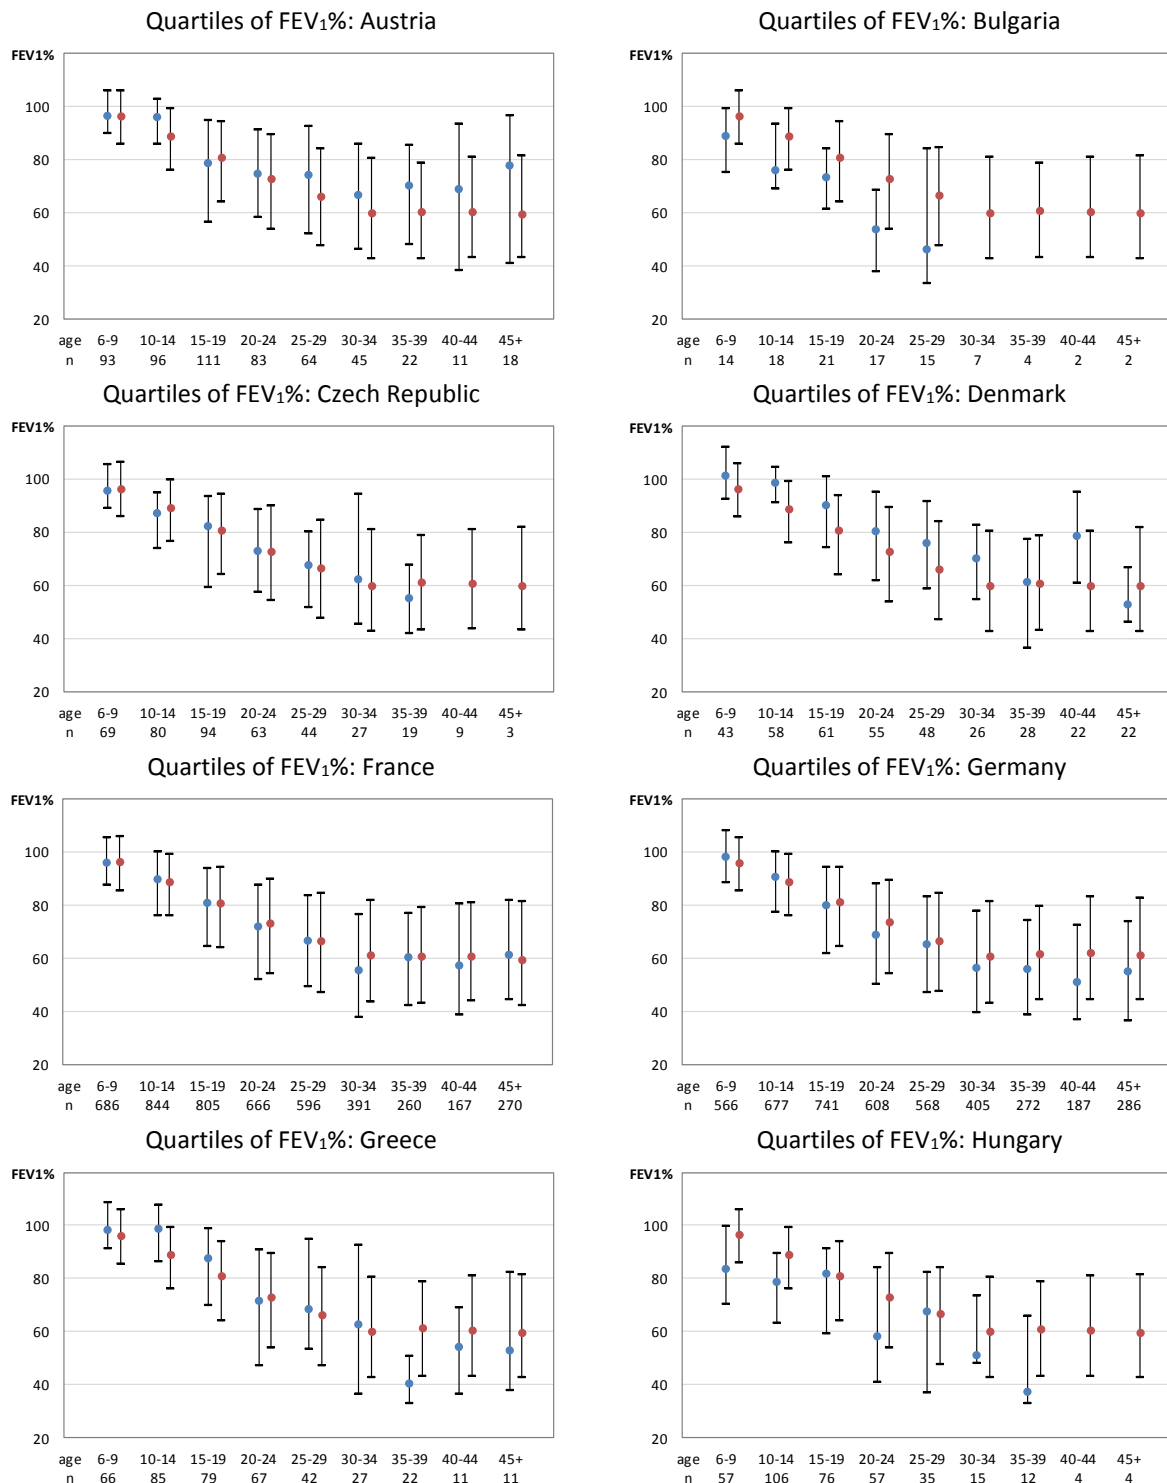 Quartiles of FEV₁%: Austria
FEV1%
100
80
60
40
20
age 6-9 10-14 15-19 20-24 25-29 30-34 35-39 40-44 45+
n 93 96 111 83 64 45 22 11 18
Quartiles of FEV₁%: Bulgaria
FEV1%
100
80
60
40
20
age 6-9 10-14 15-19 20-24 25-29 30-34 35-39 40-44 45+
n 14 18 21 17 15 7 4 2 2
Quartiles of FEV₁%: Czech Republic
FEV1%
100
80
60
40
20
age 6-9 10-14 15-19 20-24 25-29 30-34 35-39 40-44 45+
n 69 80 94 63 44 27 19 9 3
Quartiles of FEV₁%: Denmark
FEV1%
100
80
60
40
20
age 6-9 10-14 15-19 20-24 25-29 30-34 35-39 40-44 45+
n 43 58 61 55 48 26 28 22 22
Quartiles of FEV₁%: France
FEV1%
100
80
60
40
20
age 6-9 10-14 15-19 20-24 25-29 30-34 35-39 40-44 45+
n 686 844 805 666 596 391 260 167 270
Quartiles of FEV₁%: Germany
FEV1%
100
80
60
40
20
age 6-9 10-14 15-19 20-24 25-29 30-34 35-39 40-44 45+
n 566 677 741 608 568 405 272 187 286
Quartiles of FEV₁%: Greece
FEV1%
100
80
60
40
20
age 6-9 10-14 15-19 20-24 25-29 30-34 35-39 40-44 45+
n 66 85 79 67 42 27 22 11 11
Quartiles of FEV₁%: Hungary
FEV1%
100
80
60
40
20
age 6-9 10-14 15-19 20-24 25-29 30-34 35-39 40-44 45+
n 57 106 76 57 35 15 12 4 4